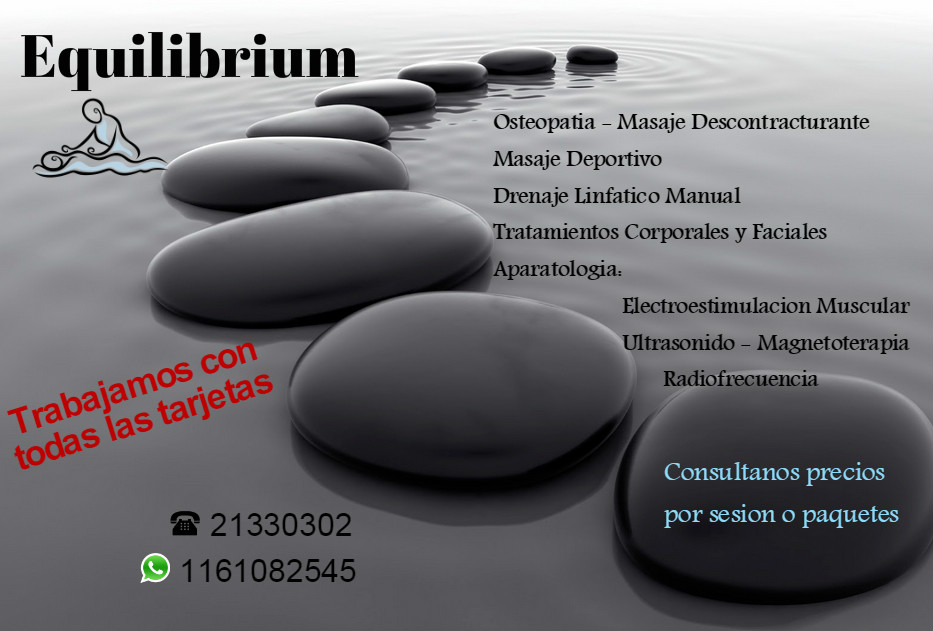 Equilibrium
Osteopatia - Masaje Descontracturante
Masaje Deportivo
Drenaje Linfatico Manual
Tratamientos Corporales y Faciales
Aparatologia:
Electroestimulacion Muscular
Ultrasonido - Magnetoterapia
Radiofrecuencia
Trabajamos con
todas las tarjetas
Consultanos precios
por sesion o paquetes
21330302
1161082545